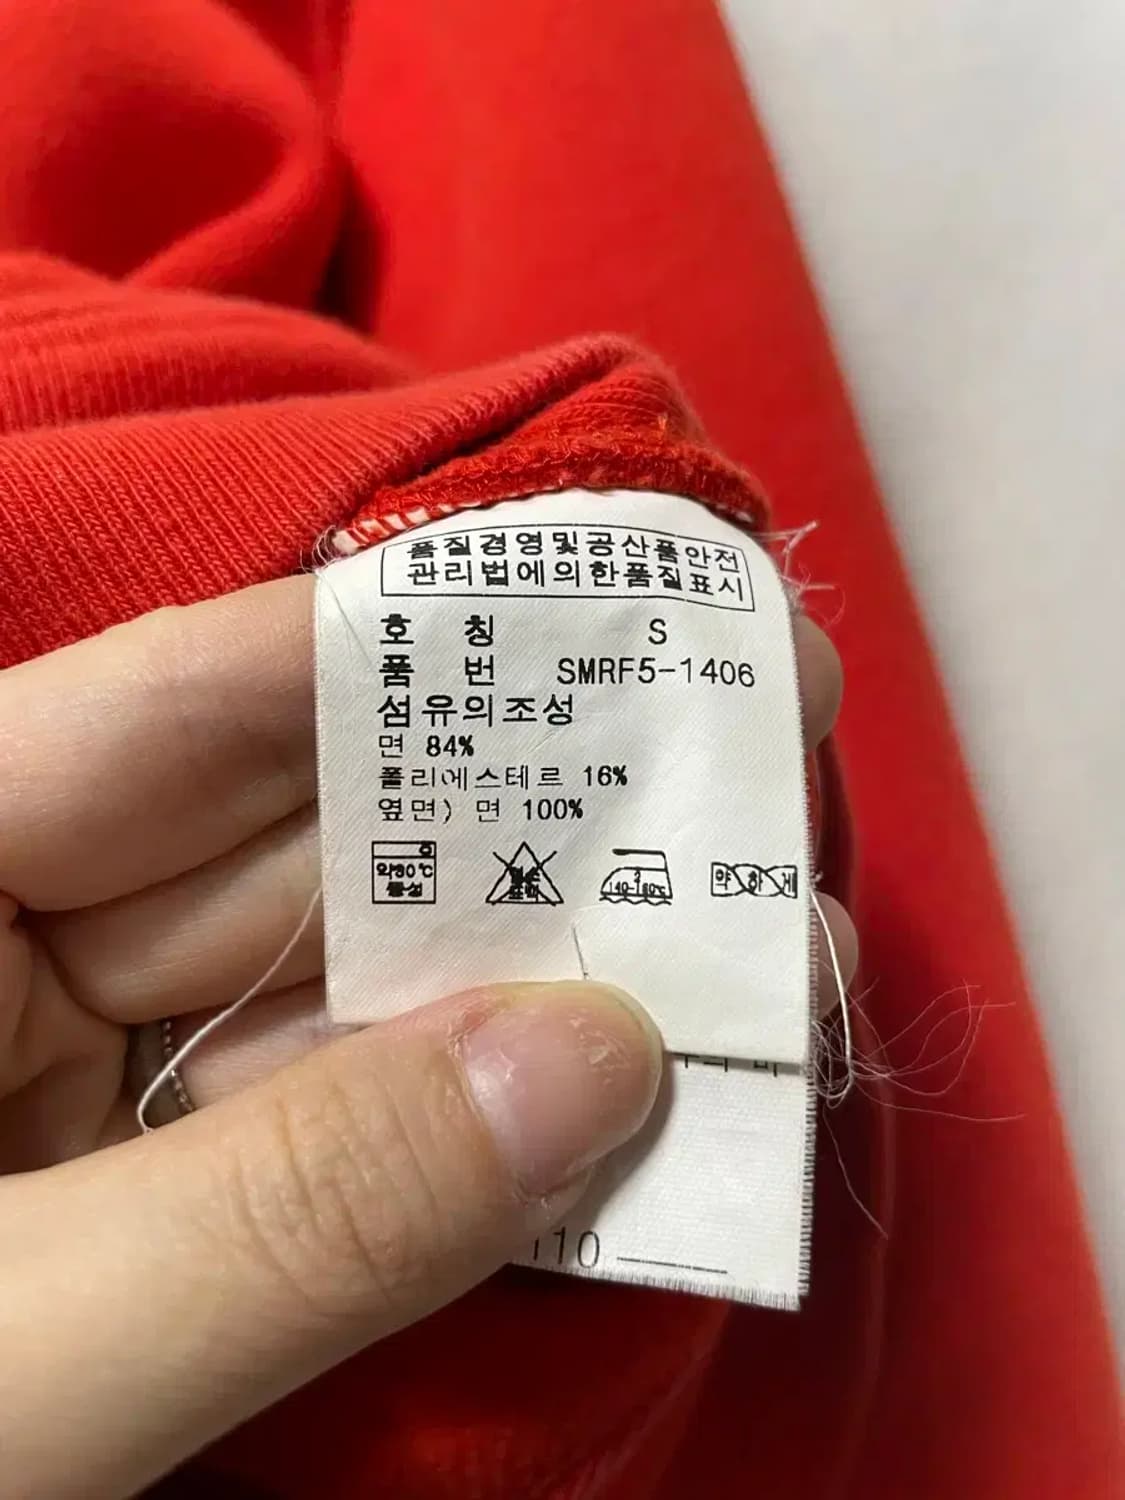 품질경영및공산품안전
관리법에의한품질표시
호 칭 S
품 번 SMRF5-1406
섬유의조성
면 84%
폴리에스테르 16%
옆면) 면 100%
약30℃
중성
140-160℃
약하게
110